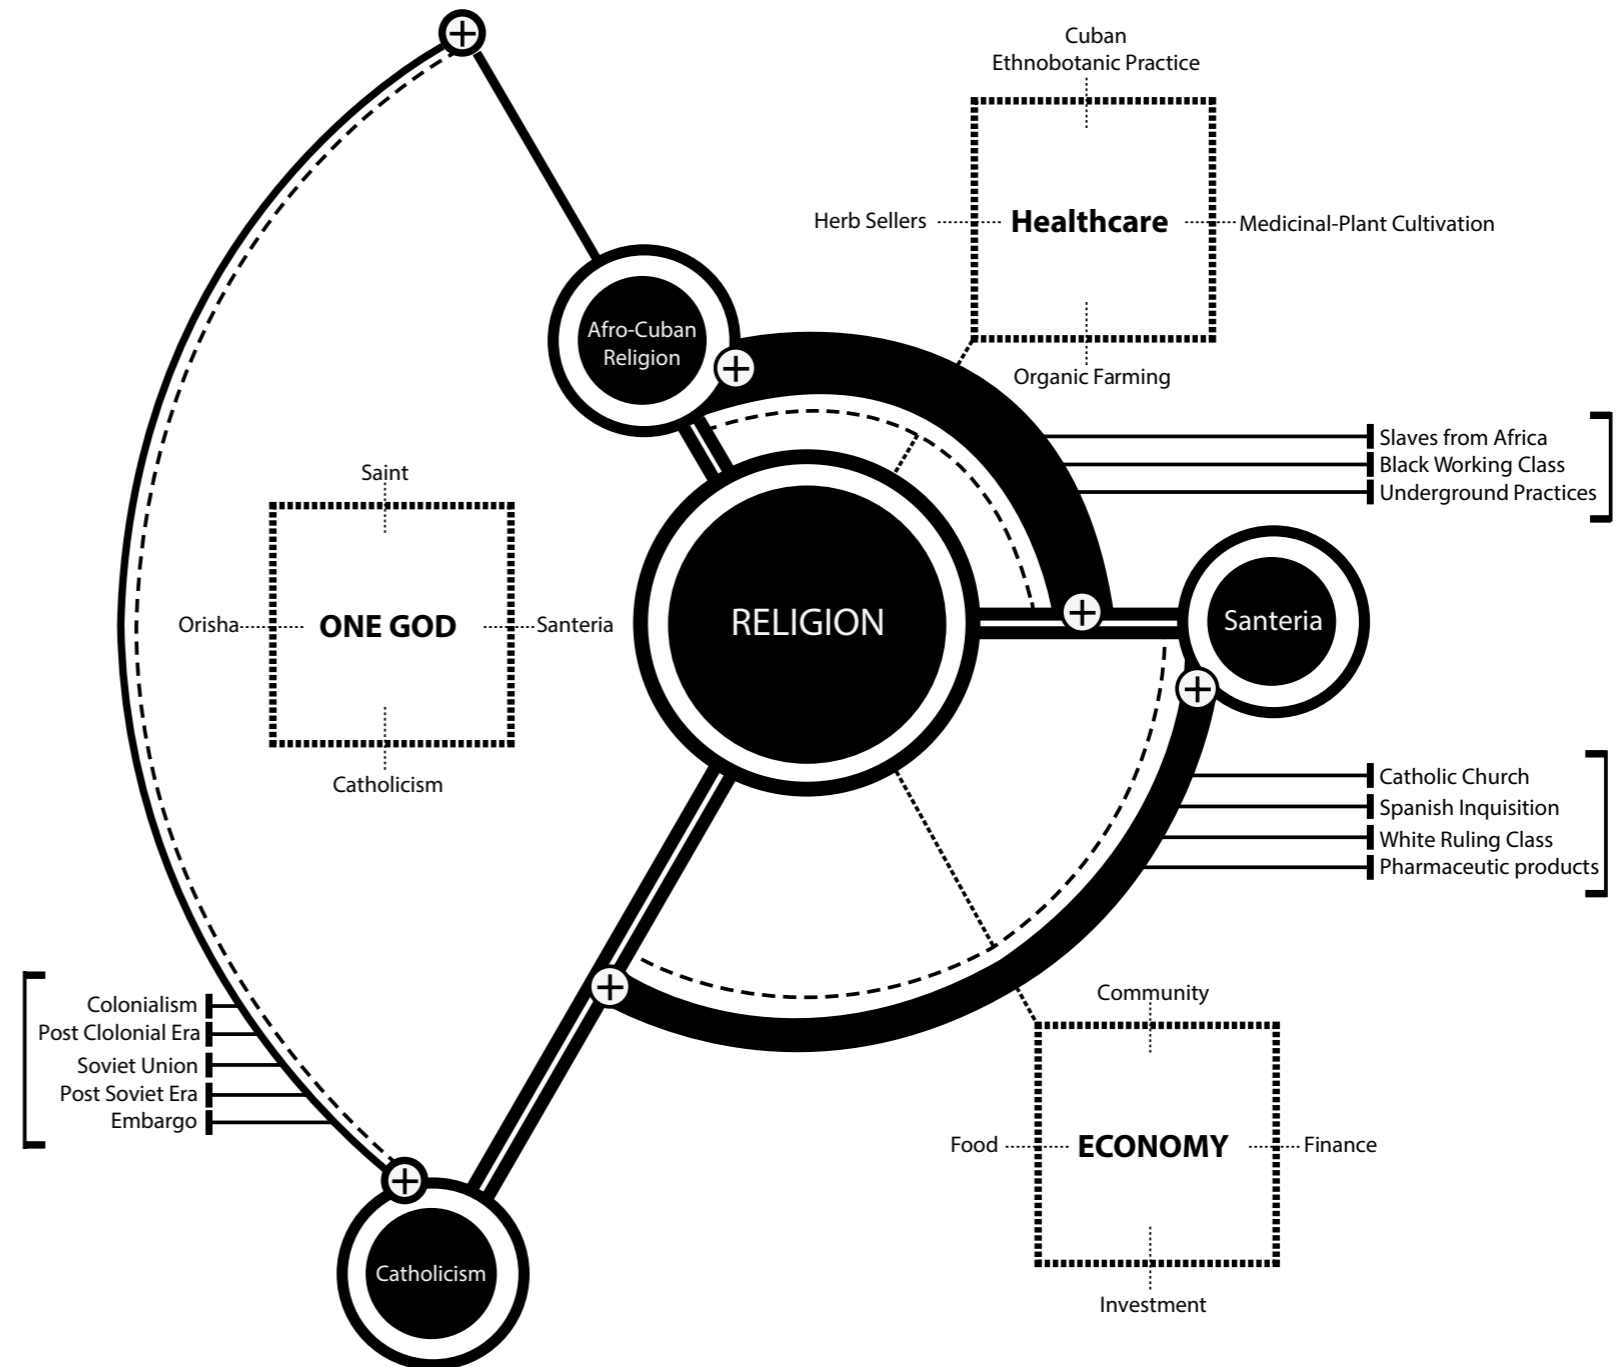 Cuban
Ethnobotanic Practice
Herb Sellers
Healthcare
Medicinal-Plant Cultivation
Organic Farming
Afro-Cuban
Religion
Slaves from Africa
Black Working Class
Underground Practices
Saint
Orisha
ONE GOD
Santeria
Catholicism
RELIGION
Santeria
Catholic Church
Spanish Inquisition
White Ruling Class
Pharmaceutic products
Colonialism
Post Clolonial Era
Soviet Union
Post Soviet Era
Embargo
Community
Food
ECONOMY
Finance
Investment
Catholicism